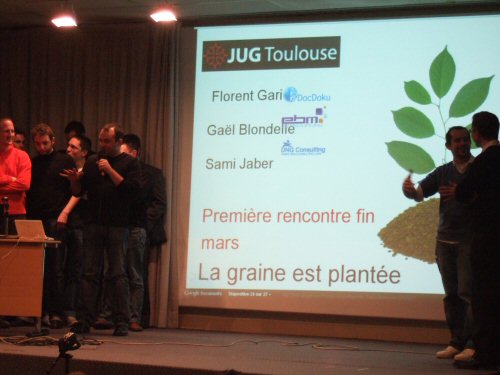 JUG Toulouse
Florent Gari
DocDoku
Gaël Blondelle
ebm
Sami Jaber
DNG Consulting
Première rencontre fin
mars
La graine est plantée